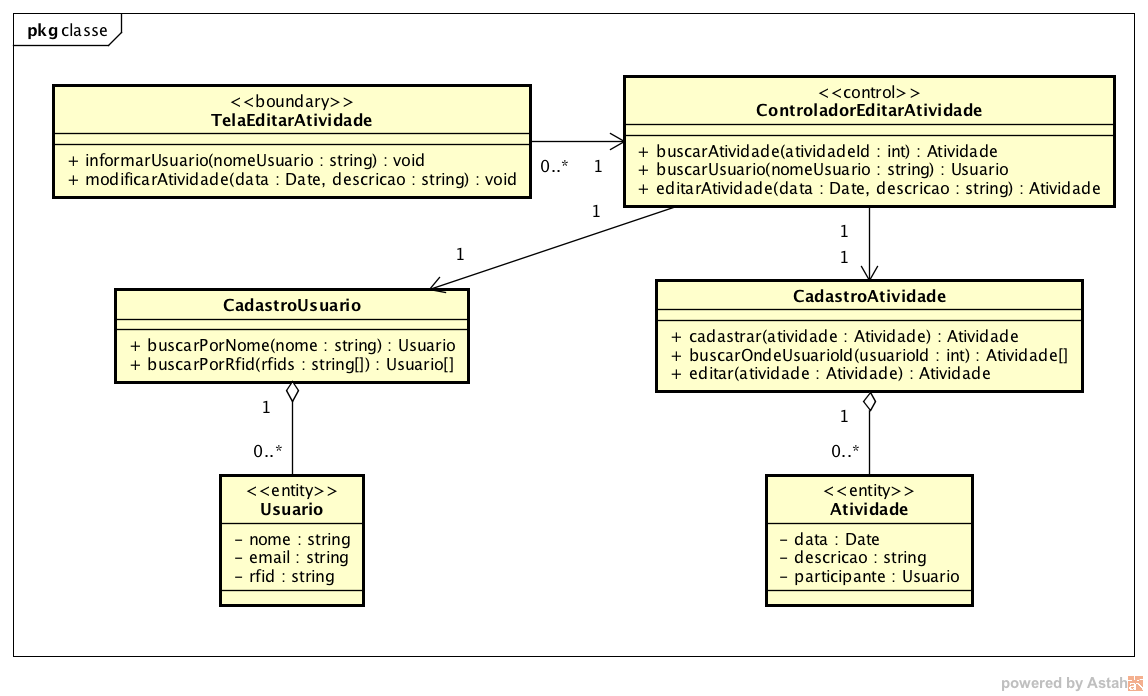 pkg classe
<<boundary>>
TelaEditarAtividade
+ informarUsuario(nomeUsuario : string) : void
+ modificarAtividade(data : Date, descricao : string) : void
0..*
1
<<control>>
ControladorEditarAtividade
+ buscarAtividade(atividadeId : int) : Atividade
+ buscarUsuario(nomeUsuario : string) : Usuario
+ editarAtividade(data : Date, descricao : string) : Atividade
1
1
1
1
CadastroUsuario
+ buscarPorNome(nome : string) : Usuario
+ buscarPorRfid(rfids : string[]) : Usuario[]
CadastroAtividade
+ cadastrar(atividade : Atividade) : Atividade
+ buscarOndeUsuarioId(usuarioId : int) : Atividade[]
+ editar(atividade : Atividade) : Atividade
1
0..*
1
0..*
<<entity>>
Usuario
- nome : string
- email : string
- rfid : string
<<entity>>
Atividade
- data : Date
- descricao : string
- participante : Usuario
powered by Astah